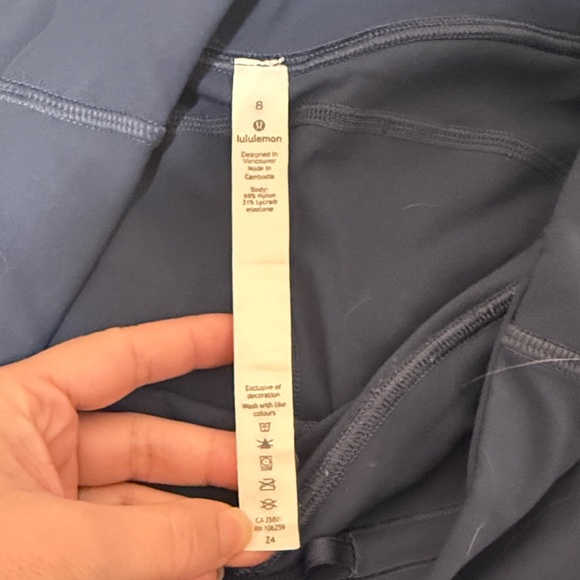 8
lululemon
Designed in
Vancouver
Made in
Cambodia
Body:
69% nylon
31% Lycra®
elastane
Exclusive of
decoration
Wash with like
colours
CA 35801
RN 106259
24